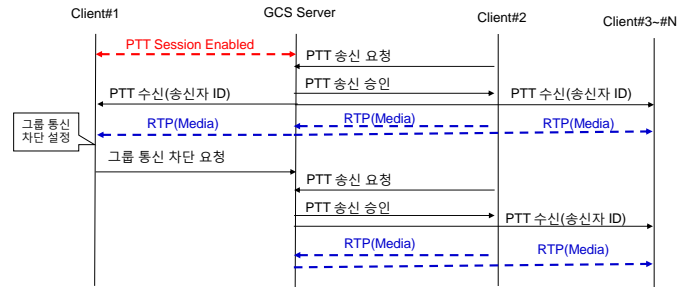 Client#1
GCS Server
Client#2
Client#3~#N
PTT Session Enabled
PTT 송신 요청
PTT 송신 승인
PTT 수신(송신자 ID)
PTT 수신(송신자 ID)
RTP(Media)
RTP(Media)
RTP(Media)
그룹 통신
차단 설정
그룹 통신 차단 요청
PTT 송신 요청
PTT 송신 승인
PTT 수신(송신자 ID)
RTP(Media)
RTP(Media)